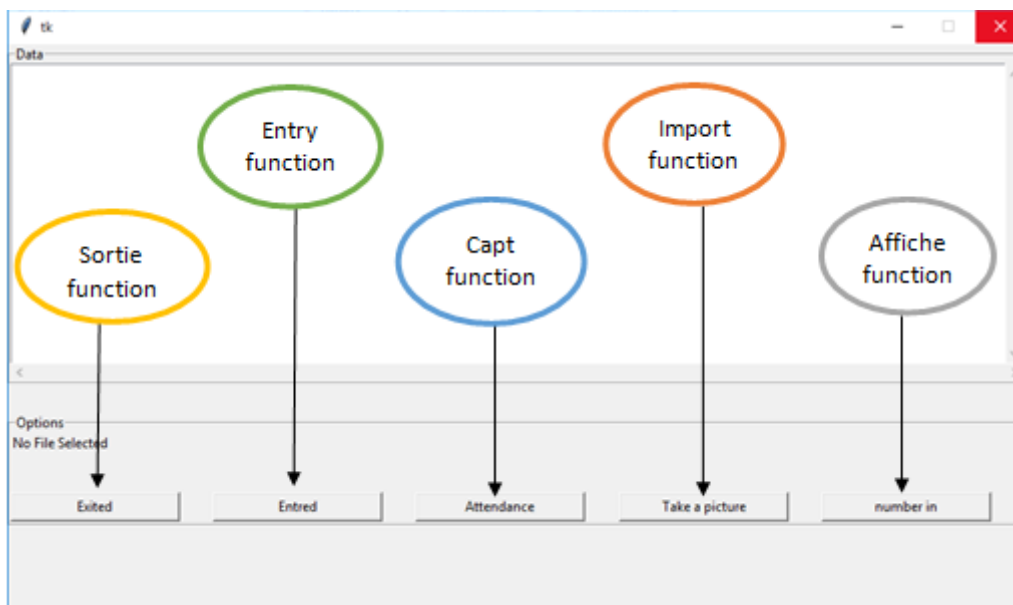 tk
Data
Entry
function
Import
function
Sortie
function
Capt
function
Affiche
function
Options
No File Selected
Exited
Entred
Attendance
Take a picture
number in